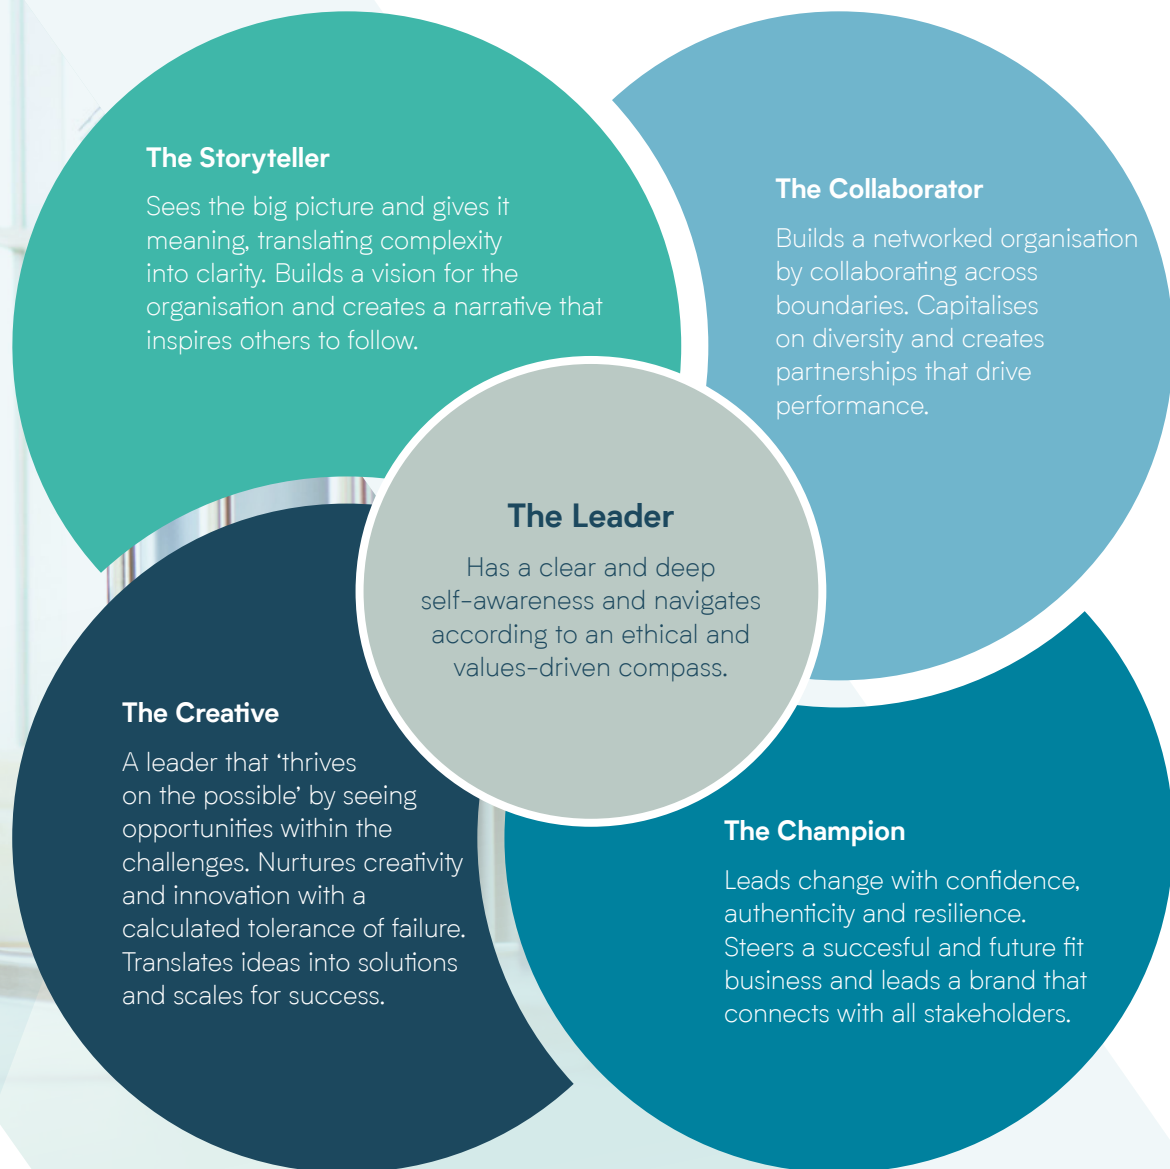 The Storyteller
Sees the big picture and gives it
meaning, translating complexity
into clarity. Builds a vision for the
organisation and creates a narrative that
inspires others to follow.
The Collaborator
Builds a networked organisation
by collaborating across
boundaries. Capitalises
on diversity and creates
partnerships that drive
performance.
The Leader
Has a clear and deep
self-awareness and navigates
according to an ethical and
values-driven compass.
The Creative
A leader that ‘thrives
on the possible’ by seeing
opportunities within the
challenges. Nurtures creativity
and innovation with a
calculated tolerance of failure.
Translates ideas into solutions
and scales for success.
The Champion
Leads change with confidence,
authenticity and resilience.
Steers a succesful and future fit
business and leads a brand that
connects with all stakeholders.